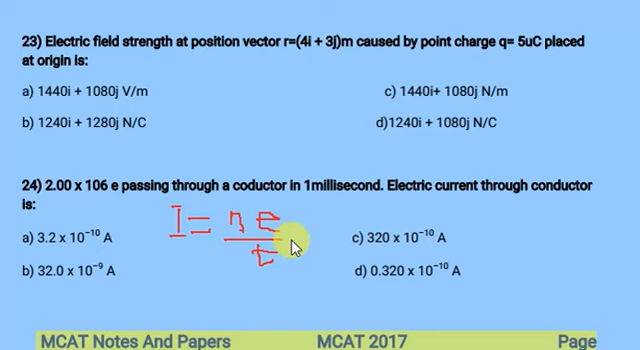 23) Electric field strength at position vector r=(4i + 3j)m caused by point charge q= 5uC placed
at origin is:
a) 1440i + 1080j V/m
c) 1440i+ 1080j N/m
b) 1240i + 1280j N/C
d)1240i + 1080j N/C
24) 2.00 x 106 e passing through a coductor in 1millisecond. Electric current through conductor
is:
I = ne/t
a) 3.2 x 10⁻¹⁰ A
c) 320 x 10⁻¹⁰ A
b) 32.0 x 10⁻⁹ A
d) 0.320 x 10⁻¹⁰ A
MCAT Notes And Papers MCAT 2017 Page